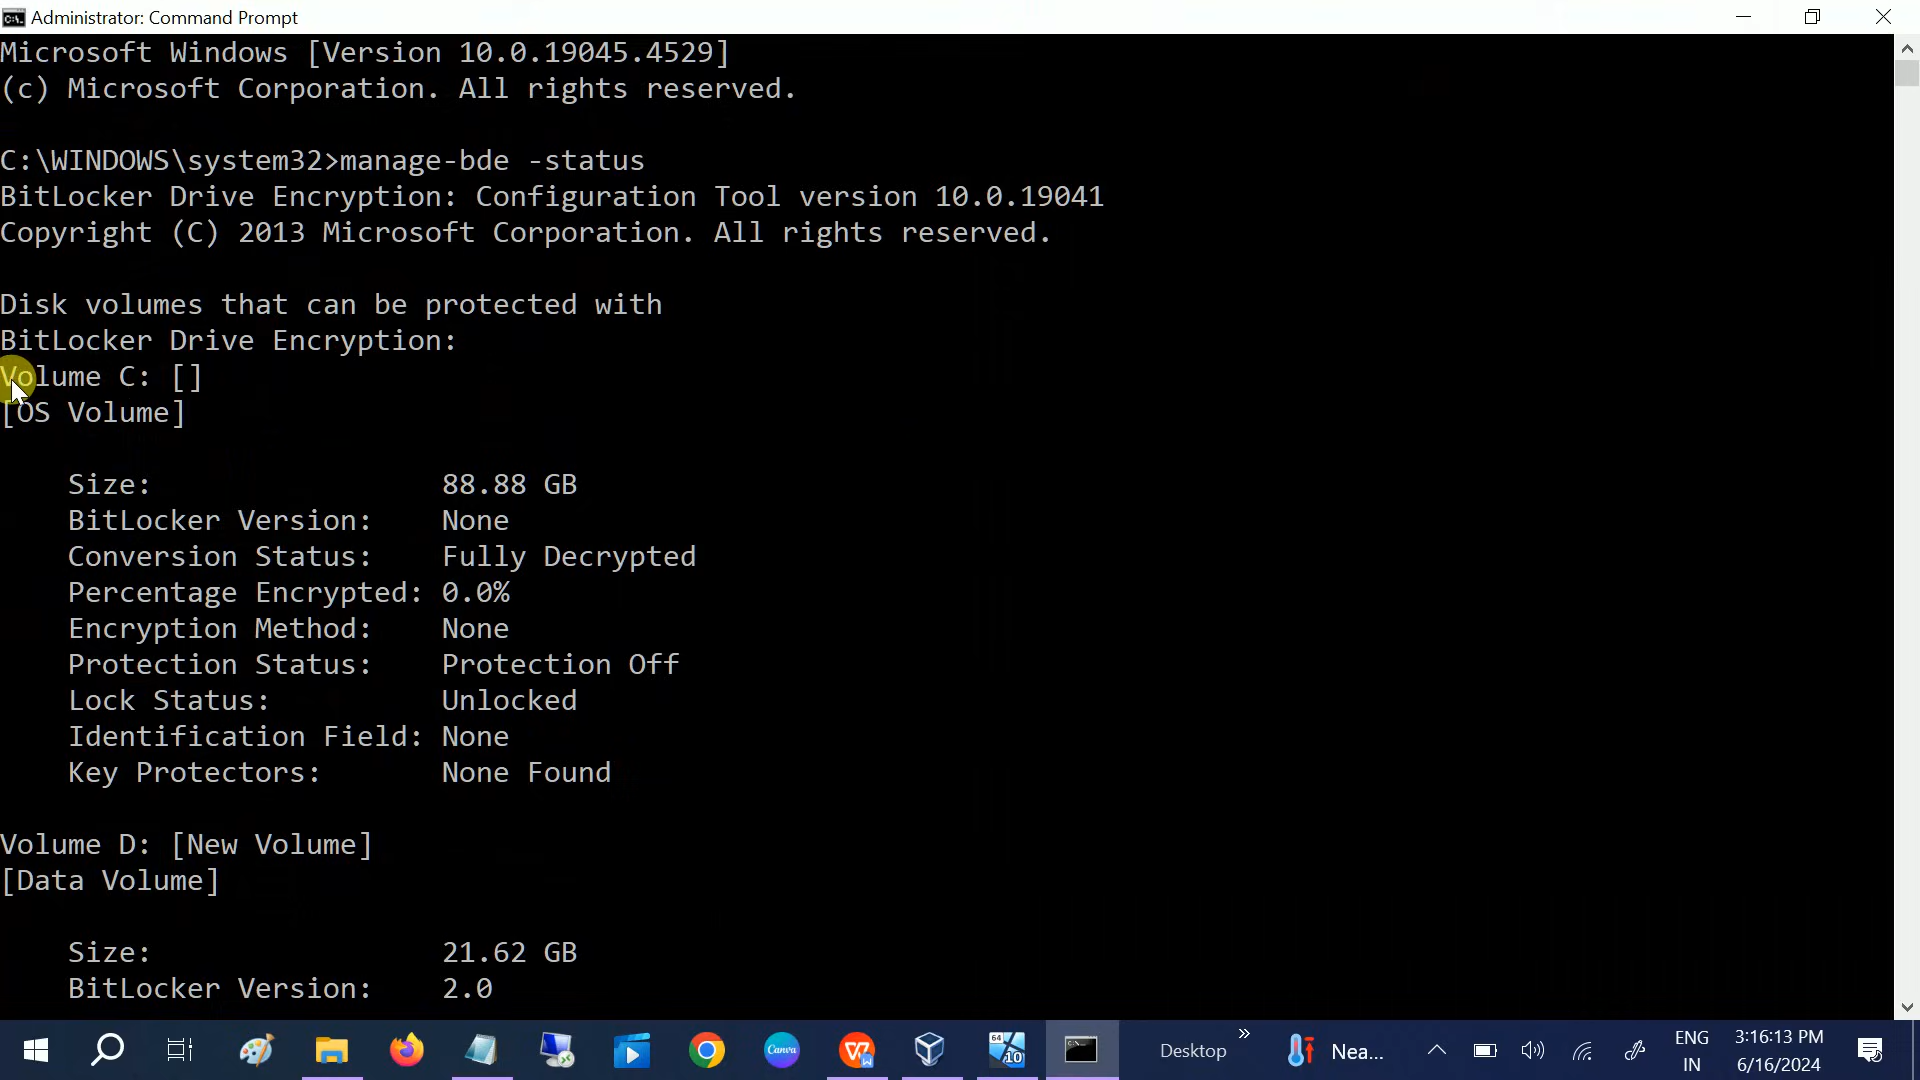 Administrator: Command Prompt
Microsoft Windows [Version 10.0.19045.4529]
(c) Microsoft Corporation. All rights reserved.
C:\WINDOWS\system32>manage-bde -status
BitLocker Drive Encryption: Configuration Tool version 10.0.19041
Copyright (C) 2013 Microsoft Corporation. All rights reserved.
Disk volumes that can be protected with
BitLocker Drive Encryption:
Volume C: []
[OS Volume]
Size: 88.88 GB
BitLocker Version: None
Conversion Status: Fully Decrypted
Percentage Encrypted: 0.0%
Encryption Method: None
Protection Status: Protection Off
Lock Status: Unlocked
Identification Field: None
Key Protectors: None Found
Volume D: [New Volume]
[Data Volume]
Size: 21.62 GB
BitLocker Version: 2.0
Canva
64
10
Desktop
Nea...
ENG
IN
3:16:13 PM
6/16/2024